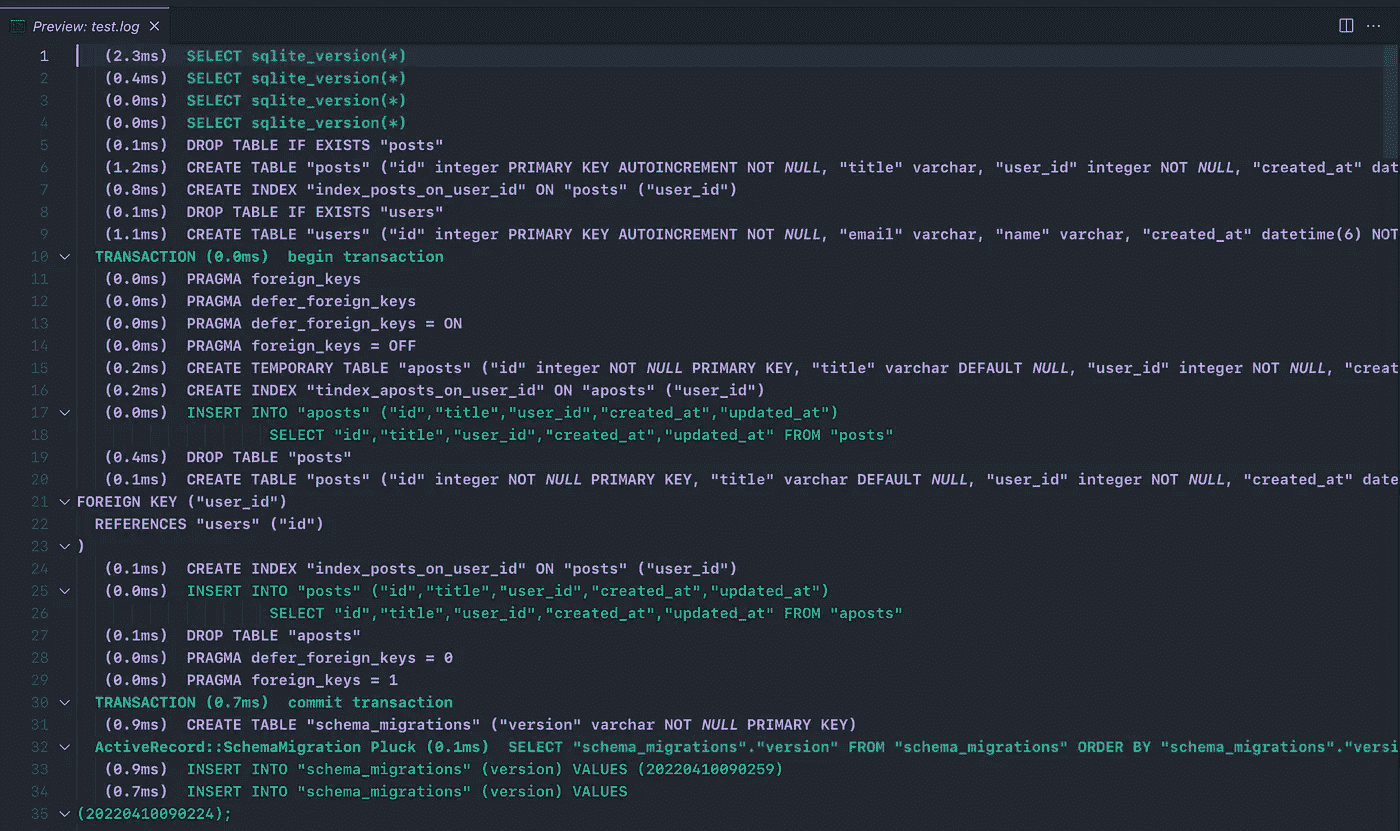 Preview: test.log
1 (2.3ms) SELECT sqlite_version(*)
2 (0.4ms) SELECT sqlite_version(*)
3 (0.0ms) SELECT sqlite_version(*)
4 (0.0ms) SELECT sqlite_version(*)
5 (0.1ms) DROP TABLE IF EXISTS "posts"
6 (1.2ms) CREATE TABLE "posts" ("id" integer PRIMARY KEY AUTOINCREMENT NOT NULL, "title" varchar, "user_id" integer NOT NULL, "created_at" dat
7 (0.8ms) CREATE INDEX "index_posts_on_user_id" ON "posts" ("user_id")
8 (0.1ms) DROP TABLE IF EXISTS "users"
9 (1.1ms) CREATE TABLE "users" ("id" integer PRIMARY KEY AUTOINCREMENT NOT NULL, "email" varchar, "name" varchar, "created_at" datetime(6) NOT
10 TRANSACTION (0.0ms) begin transaction
11 (0.0ms) PRAGMA foreign_keys
12 (0.0ms) PRAGMA defer_foreign_keys
13 (0.0ms) PRAGMA defer_foreign_keys = ON
14 (0.0ms) PRAGMA foreign_keys = OFF
15 (0.2ms) CREATE TEMPORARY TABLE "aposts" ("id" integer NOT NULL PRIMARY KEY, "title" varchar DEFAULT NULL, "user_id" integer NOT NULL, "creat
16 (0.2ms) CREATE INDEX "tindex_aposts_on_user_id" ON "aposts" ("user_id")
17 (0.0ms) INSERT INTO "aposts" ("id","title","user_id","created_at","updated_at")
18 SELECT "id","title","user_id","created_at","updated_at" FROM "posts"
19 (0.4ms) DROP TABLE "posts"
20 (0.1ms) CREATE TABLE "posts" ("id" integer NOT NULL PRIMARY KEY, "title" varchar DEFAULT NULL, "user_id" integer NOT NULL, "created_at" date
21 FOREIGN KEY ("user_id")
22 REFERENCES "users" ("id")
23 )
24 (0.1ms) CREATE INDEX "index_posts_on_user_id" ON "posts" ("user_id")
25 (0.0ms) INSERT INTO "posts" ("id","title","user_id","created_at","updated_at")
26 SELECT "id","title","user_id","created_at","updated_at" FROM "aposts"
27 (0.1ms) DROP TABLE "aposts"
28 (0.0ms) PRAGMA defer_foreign_keys = 0
29 (0.0ms) PRAGMA foreign_keys = 1
30 TRANSACTION (0.7ms) commit transaction
31 (0.9ms) CREATE TABLE "schema_migrations" ("version" varchar NOT NULL PRIMARY KEY)
32 ActiveRecord::SchemaMigration Pluck (0.1ms) SELECT "schema_migrations"."version" FROM "schema_migrations" ORDER BY "schema_migrations"."versi
33 (0.9ms) INSERT INTO "schema_migrations" (version) VALUES (20220410090259)
34 (0.7ms) INSERT INTO "schema_migrations" (version) VALUES
35 (20220410090224);